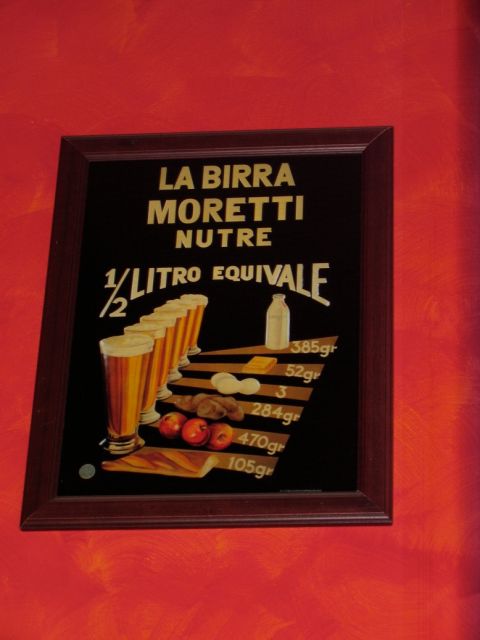 LA BIRRA
MORETTI
NUTRE
1/2 LITRO EQUIVALE
385gr
52gr
3
284gr
470gr
105gr